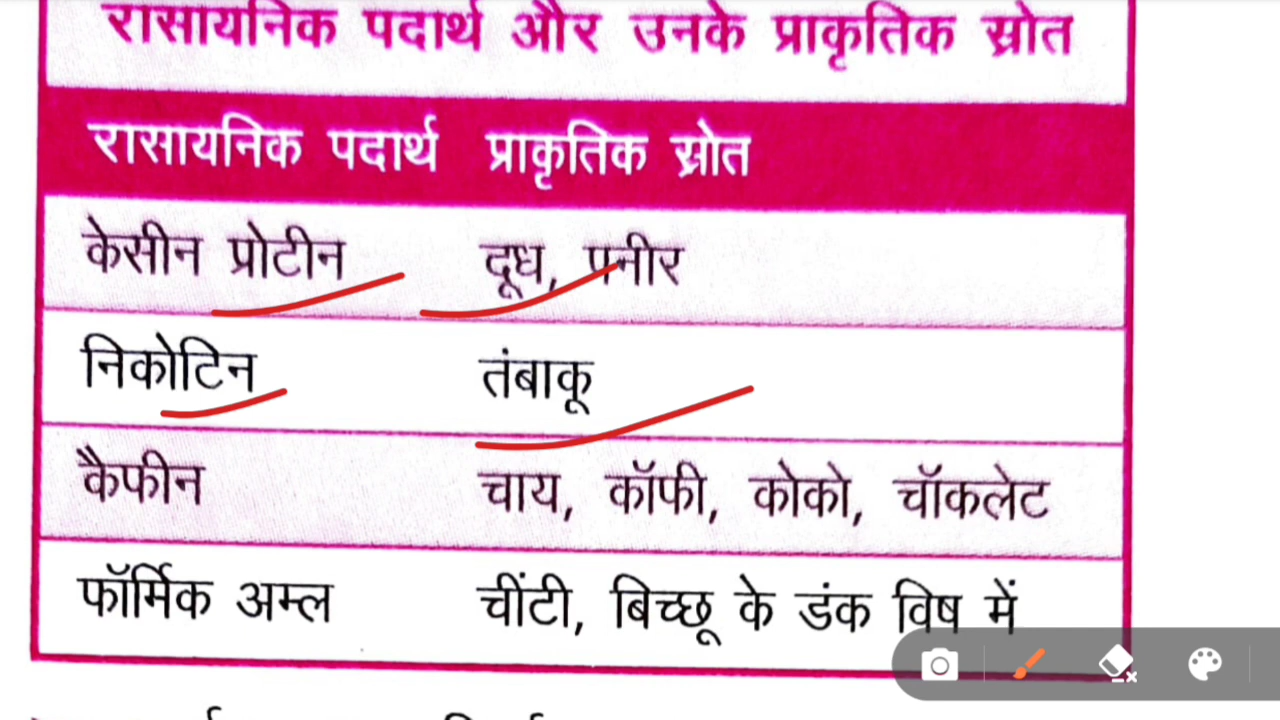 रासायनिक पदार्थ और उनके प्राकृतिक स्रोत
रासायनिक पदार्थ प्राकृतिक स्रोत
केसीन प्रोटीन दूध, पनीर
निकोटिन तंबाकू
कैफीन चाय, कॉफी, कोको, चॉकलेट
फॉर्मिक अम्ल चींटी, बिच्छू के डंक विष में